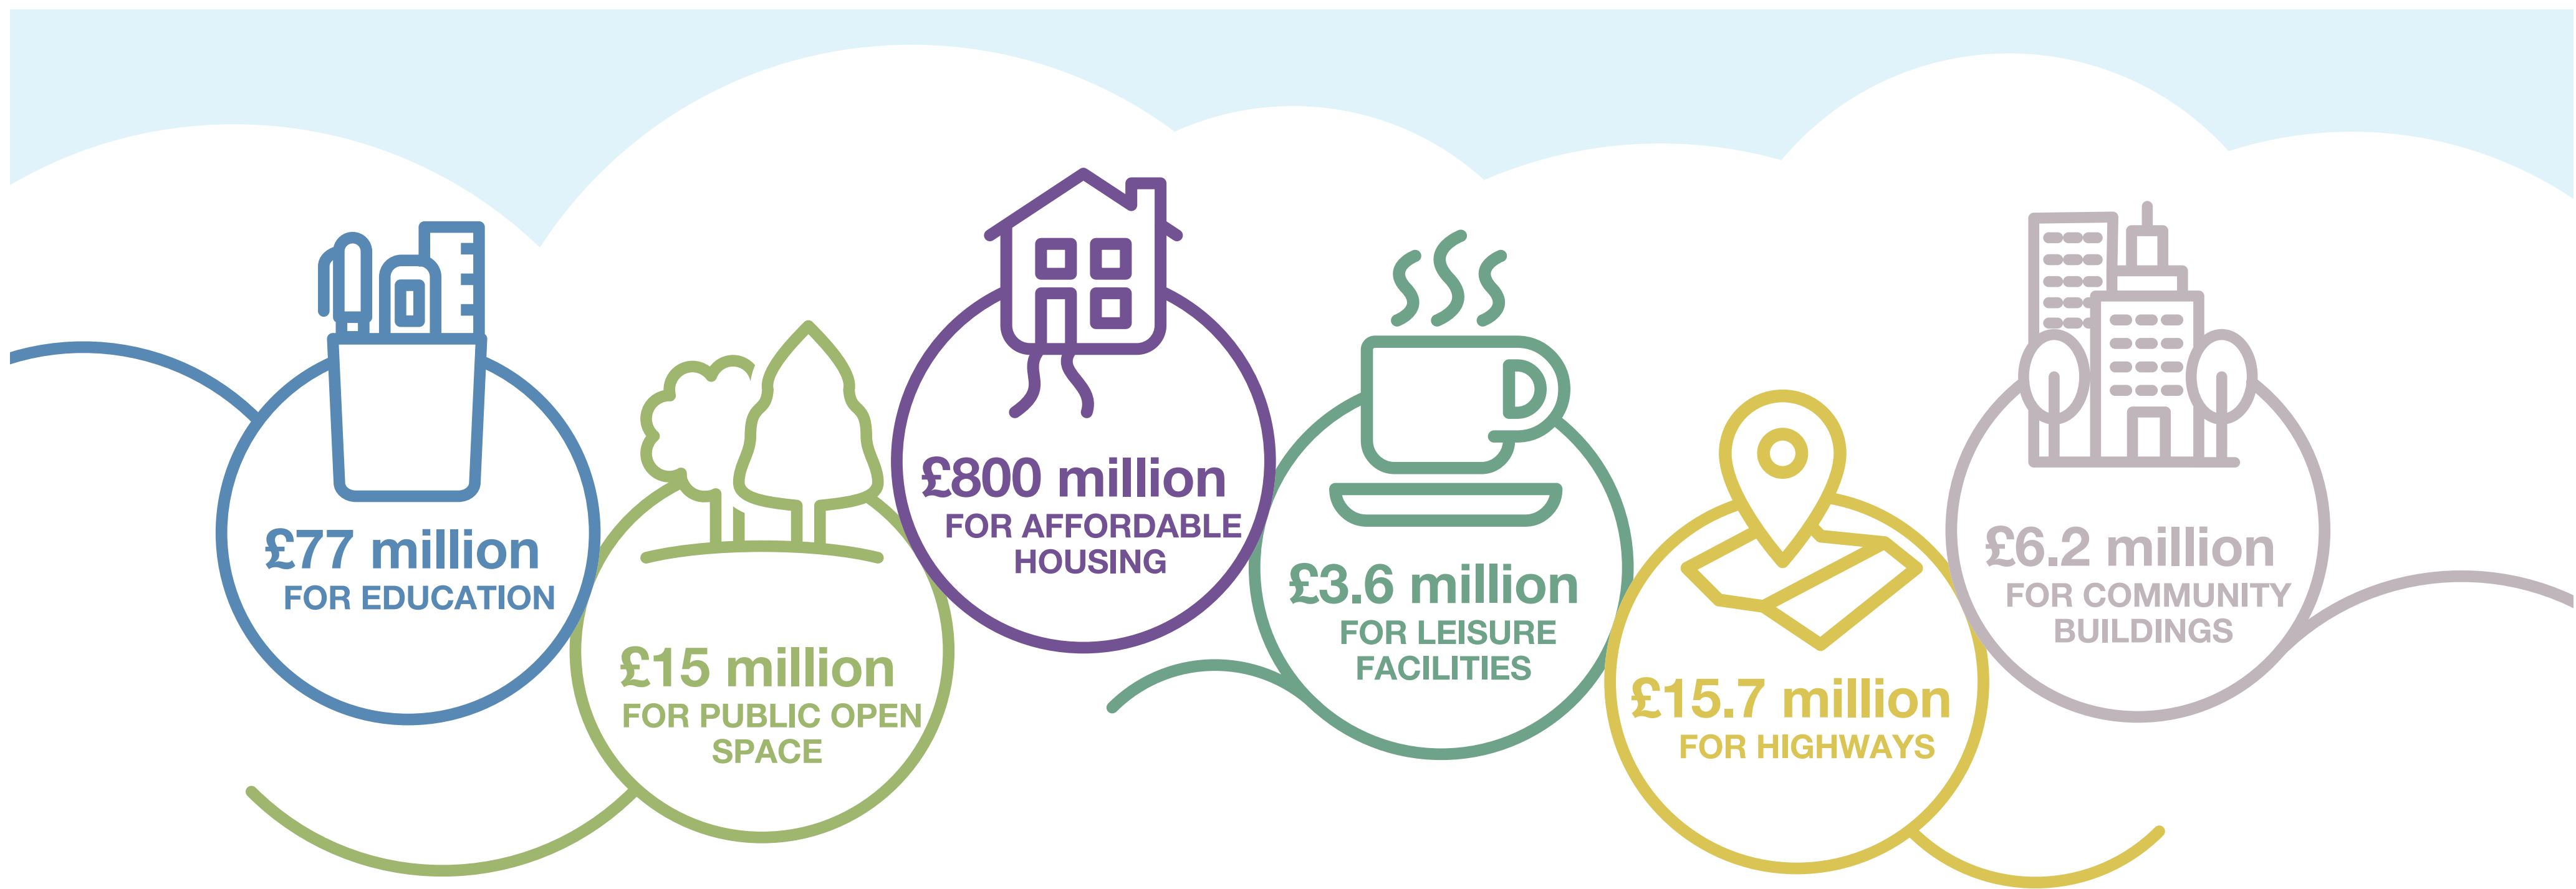 £77 million
FOR EDUCATION
£15 million
FOR PUBLIC OPEN
SPACE
£800 million
FOR AFFORDABLE
HOUSING
£3.6 million
FOR LEISURE
FACILITIES
£15.7 million
FOR HIGHWAYS
£6.2 million
FOR COMMUNITY
BUILDINGS